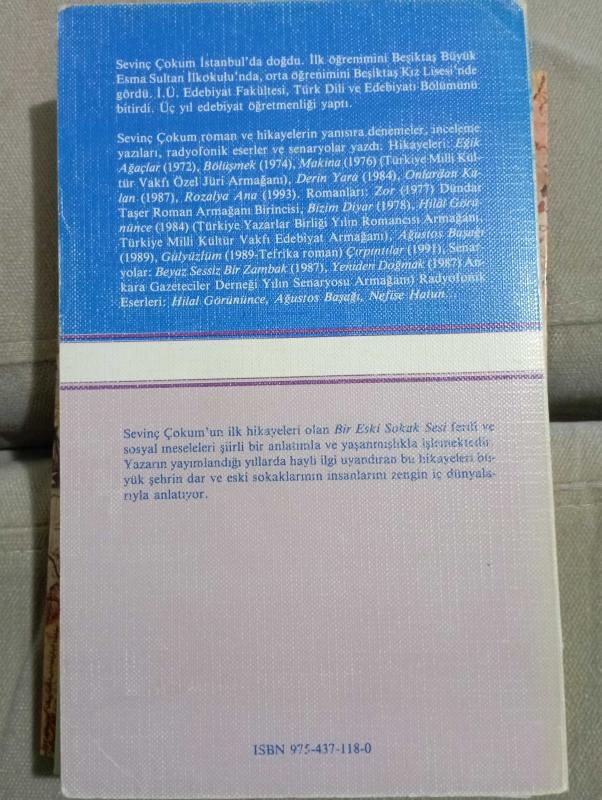 Sevinç Çokum İstanbul'da doğdu. İlk öğrenimini Beşiktaş Büyük
Esma Sultan İlkokulu'nda, orta öğrenimini Beşiktaş Kız Lisesi'nde
gördü. İ.Ü. Edebiyat Fakültesi, Türk Dili ve Edebiyatı Bölümünü
bitirdi. Üç yıl edebiyat öğretmenliği yaptı.
Sevinç Çokum roman ve hikayelerin yanısıra denemeler, inceleme
yazıları, radyofonik eserler ve senaryolar yazdı. Hikayeleri: Eğik
Ağaçlar (1972), Bölüşmek (1974), Makina (1976) (Türkiye Milli Kül-
tür Vakfı Özel Jüri Armağanı), Derin Yara (1984), Onlardan Ka-
lan (1987), Rozalya Ana (1993). Romanları: Zor (1977) Dündar
Taşer Roman Armağanı Birincisi, Bizim Diyar (1978), Hilâl Görü-
nünce (1984) (Türkiye Yazarlar Birliği Yılın Romancısı Armağanı,
Türkiye Milli Kültür Vakfı Edebiyat Armağanı), Ağustos Başağı
(1989), Gülyüzlüm (1989-Tefrika roman) Çırpıntılar (1991), Senar-
yolar: Beyaz Sessiz Bir Zambak (1987), Yeniden Doğmak (1987) An-
kara Gazeteciler Derneği Yılın Senaryosu Armağanı) Radyofonik
Eserleri: Hilal Görününce, Ağustos Başağı, Nefise Hatun...
Sevinç Çokum'un ilk hikayeleri olan Bir Eski Sokak Sesi ferdi ve
sosyal meseleleri şiirli bir anlatımla ve yaşanmışlıkla işlemektedir.
Yazarın yayımlandığı yıllarda hayli ilgi uyandıran bu hikayeleri bü-
yük şehrin dar ve eski sokaklarının insanlarını zengin iç dünyala-
rıyla anlatıyor.
ISBN 975-437-118-0